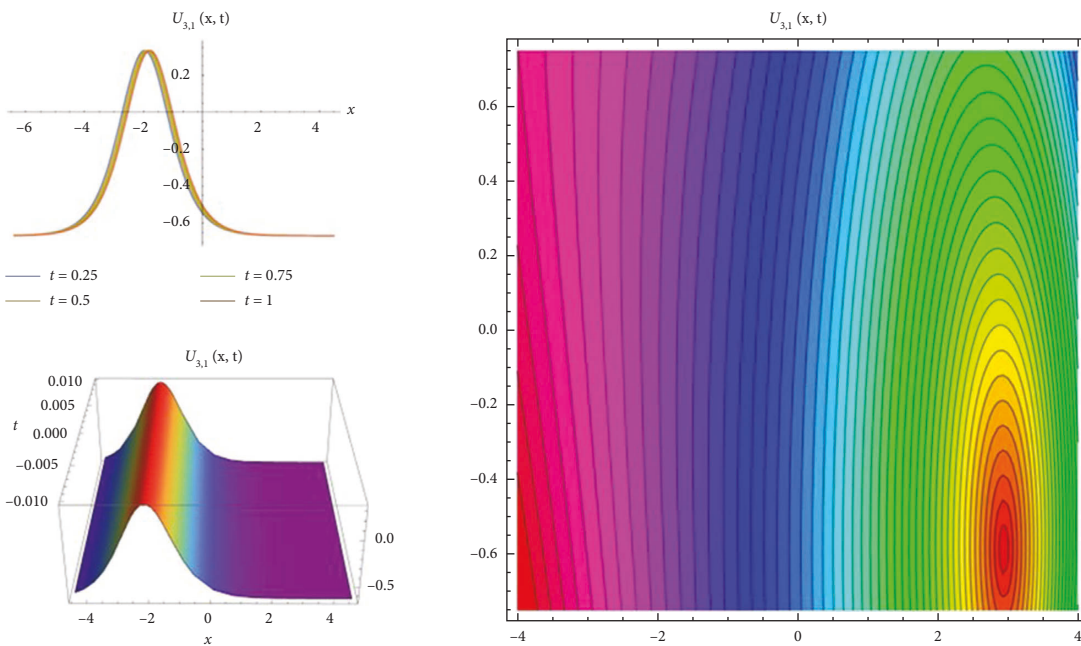 U3,1 (x, t)
0.2
x
–6 –4 –2 2 4
–0.2
–0.4
–0.6
t = 0.25 t = 0.75
t = 0.5 t = 1
U3,1 (x, t)
0.010
0.005
t 0.000
–0.005
–0.010
0.0
–0.5
–4 –2 0 2 4
x
U3,1 (x, t)
0.6
0.4
0.2
0.0
–0.2
–0.4
–0.6
–4 –2 0 2 4